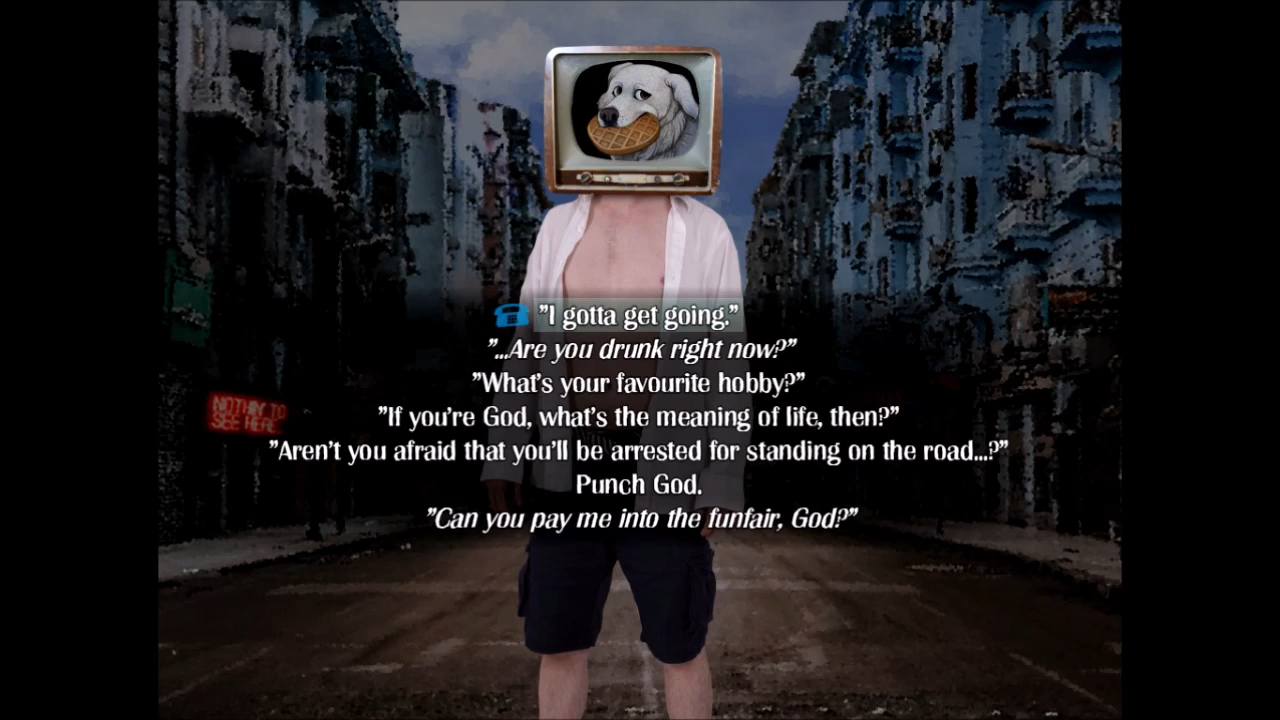 "I gotta get going."
"...Are you drunk right now?"
"What's your favourite hobby?"
"If you're God, what's the meaning of life, then?"
"Aren't you afraid that you'll be arrested for standing on the road...?"
NOTHIN' TO
SEE HERE
Punch God.
"Can you pay me into the funfair, God?"